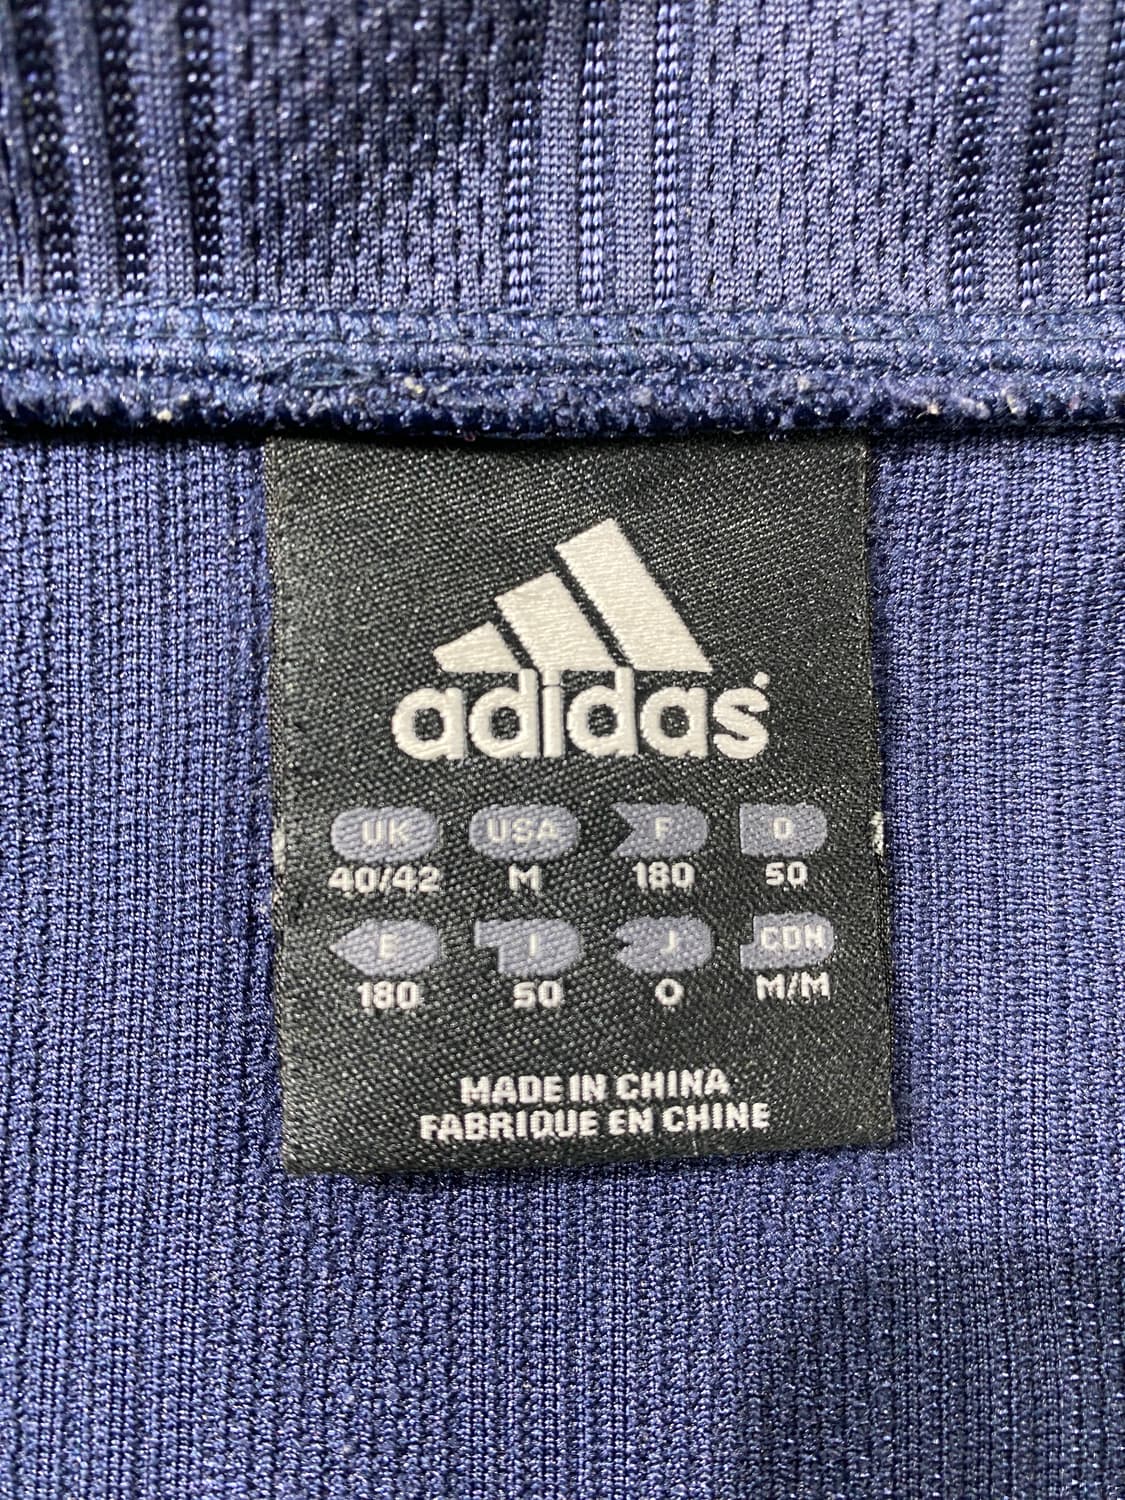 adidas
UK USA F D
40/42 M 180 50
E I J CDN
180 50 O M/M
MADE IN CHINA
FABRIQUE EN CHINE